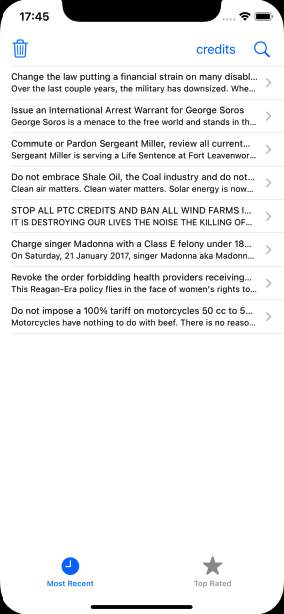 17:45
credits
Change the law putting a financial strain on many disabl...
Over the last couple years, the military has downsized. Whe...
Issue an International Arrest Warrant for George Soros
George Soros is a menace to the free world and stands in th...
Commute or Pardon Sergeant Miller, review all current...
Sergeant Miller is serving a Life Sentence at Fort Leavenwor...
Do not embrace Shale Oil, the Coal industry and do not...
Clean air matters. Clean water matters. Solar energy is now...
STOP ALL PTC CREDITS AND BAN ALL WIND FARMS I...
IT IS DESTROYING OUR LIVES THE NOISE THE KILLING OF...
Charge singer Madonna with a Class E felony under 18...
On Saturday, 21 January 2017, singer Madonna aka Madonn...
Revoke the order forbidding health providers receiving...
This Reagan-Era policy flies in the face of women's rights to...
Do not impose a 100% tariff on motorcycles 50 cc to 5...
Motorcycles have nothing to do with beef. There is no reaso...
Most Recent
Top Rated